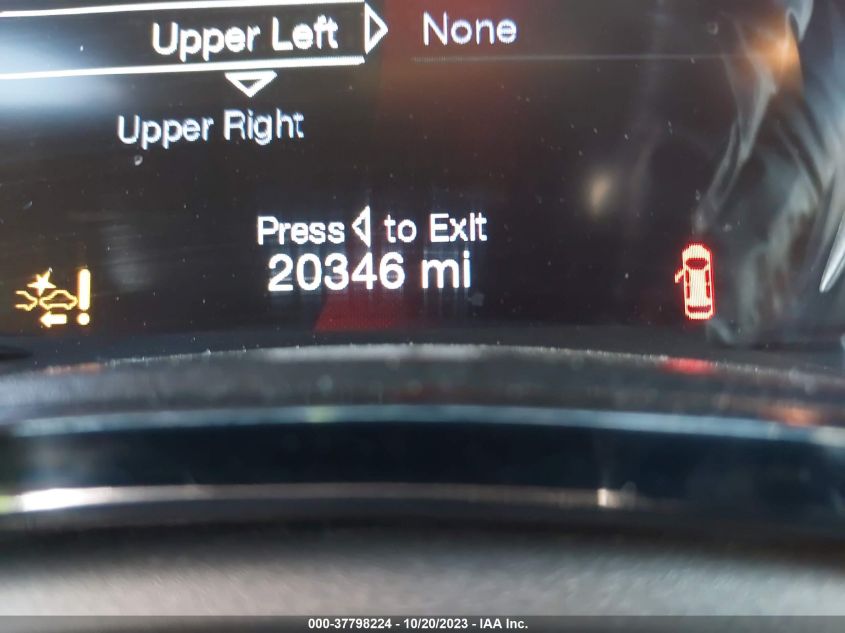 Upper Left None
Upper Right
Press to Exit
20346 mi
000-37798224 - 10/20/2023 - IAA Inc.